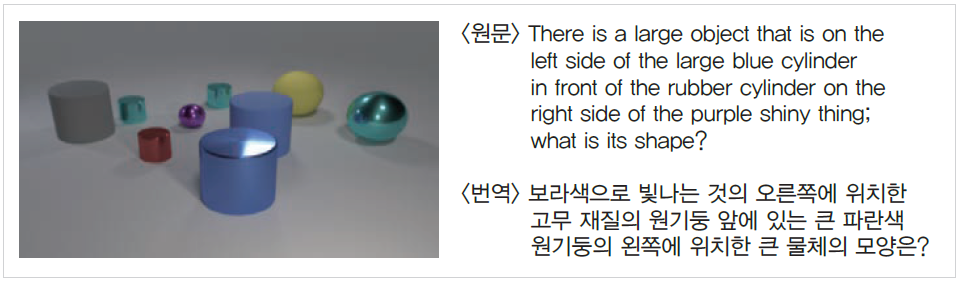 〈원문〉 There is a large object that is on the
left side of the large blue cylinder
in front of the rubber cylinder on the
right side of the purple shiny thing;
what is its shape?
〈번역〉 보라색으로 빛나는 것의 오른쪽에 위치한
고무 재질의 원기둥 앞에 있는 큰 파란색
원기둥의 왼쪽에 위치한 큰 물체의 모양은?